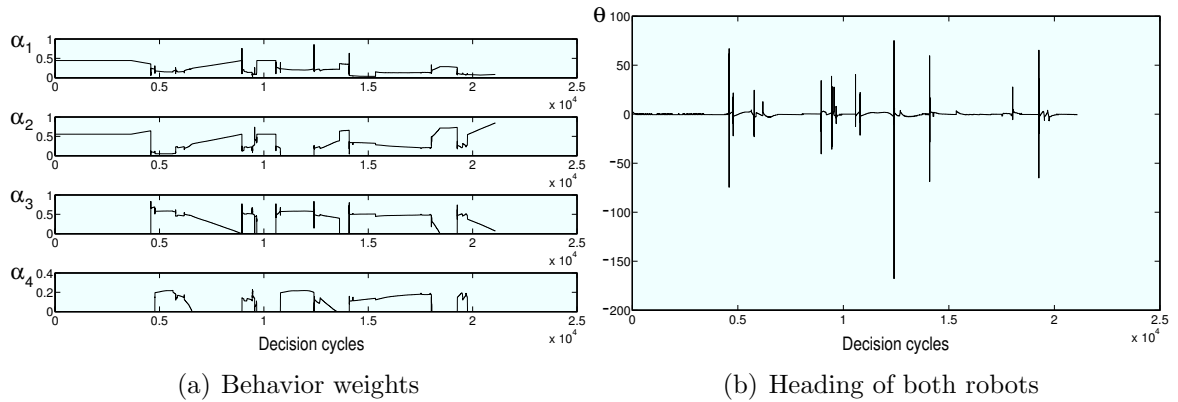 α1
1
0.5
0
0 0.5 1 1.5 2 2.5
x 10^4
α2
1
0.5
0
0 0.5 1 1.5 2 2.5
x 10^4
α3
1
0.5
0
0 0.5 1 1.5 2 2.5
x 10^4
α4
0.4
0.2
0
0 0.5 1 1.5 2 2.5
x 10^4
Decision cycles
(a) Behavior weights
θ
100
50
0
-50
-100
-150
-200
0 0.5 1 1.5 2 2.5
x 10^4
Decision cycles
(b) Heading of both robots